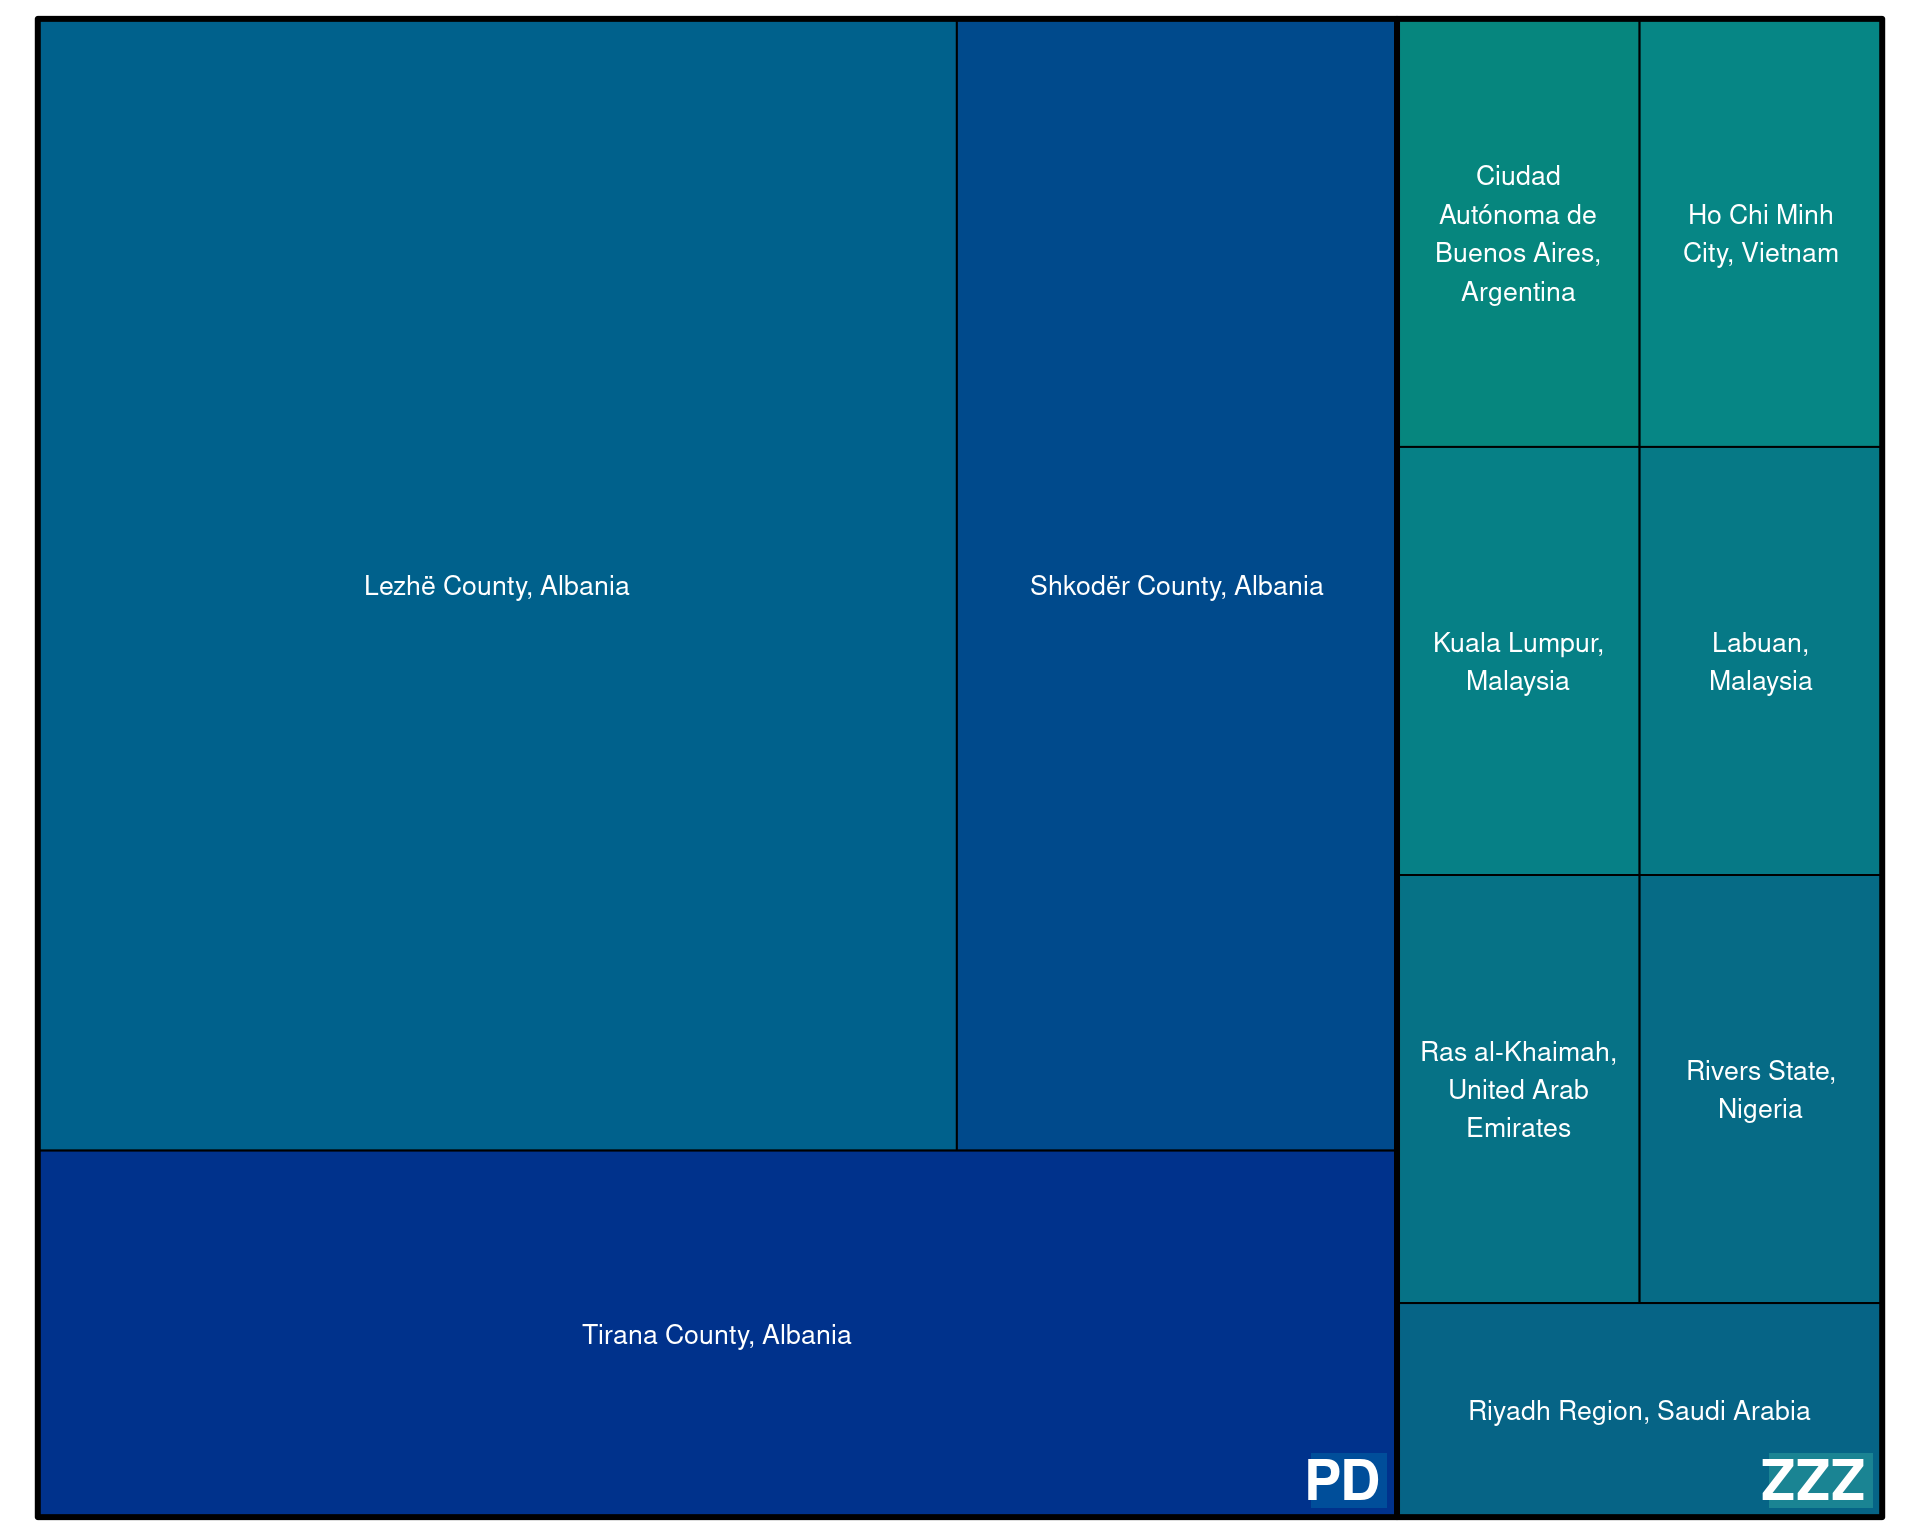 Lezhë County, Albania
Shkodër County, Albania
Tirana County, Albania
PD
Ciudad
Autónoma de
Buenos Aires,
Argentina
Ho Chi Minh
City, Vietnam
Kuala Lumpur,
Malaysia
Labuan,
Malaysia
Ras al-Khaimah,
United Arab
Emirates
Rivers State,
Nigeria
Riyadh Region, Saudi Arabia
ZZZ